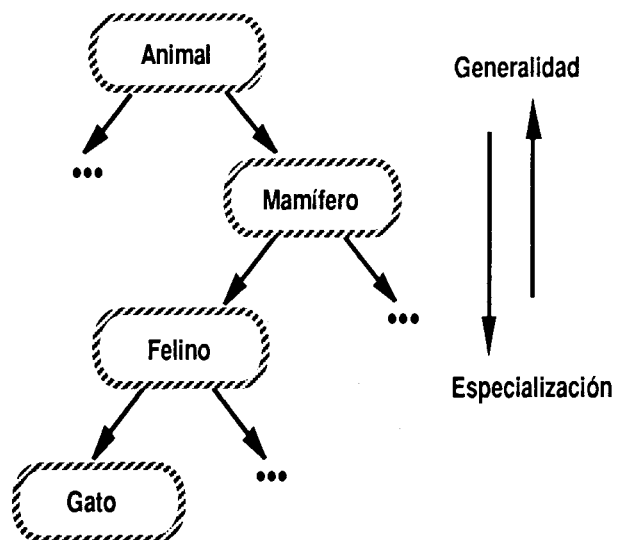 Animal
Generalidad
•••
Mamífero
•••
Felino
Especialización
•••
Gato